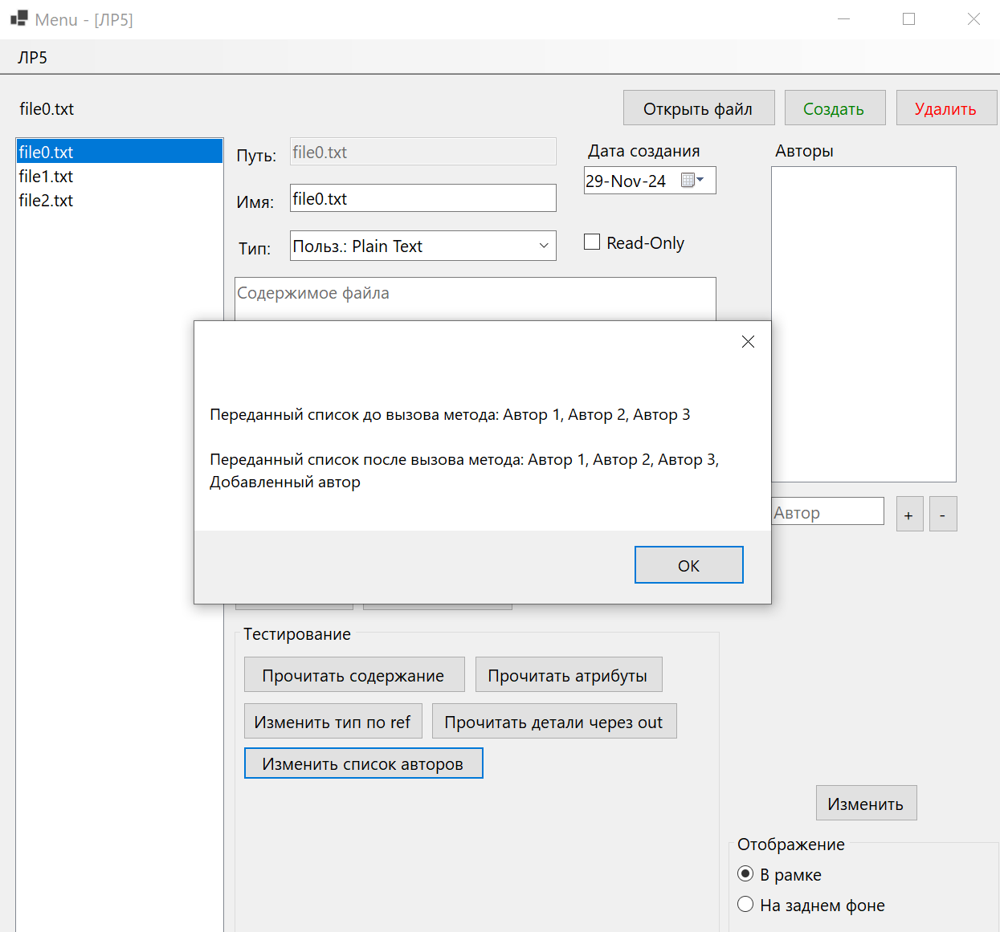 Menu - [ЛР5]
ЛР5
file0.txt
Открыть файл
Создать
Удалить
file0.txt
file1.txt
file2.txt
Путь:
file0.txt
Имя:
file0.txt
Тип:
Польз.: Plain Text
Дата создания
29-Nov-24
Read-Only
Авторы
Содержимое файла
Переданный список до вызова метода: Автор 1, Автор 2, Автор 3
Переданный список после вызова метода: Автор 1, Автор 2, Автор 3,
Добавленный автор
OK
Автор
+
-
Тестирование
Прочитать содержание
Прочитать атрибуты
Изменить тип по ref
Прочитать детали через out
Изменить список авторов
Изменить
Отображение
В рамке
На заднем фоне